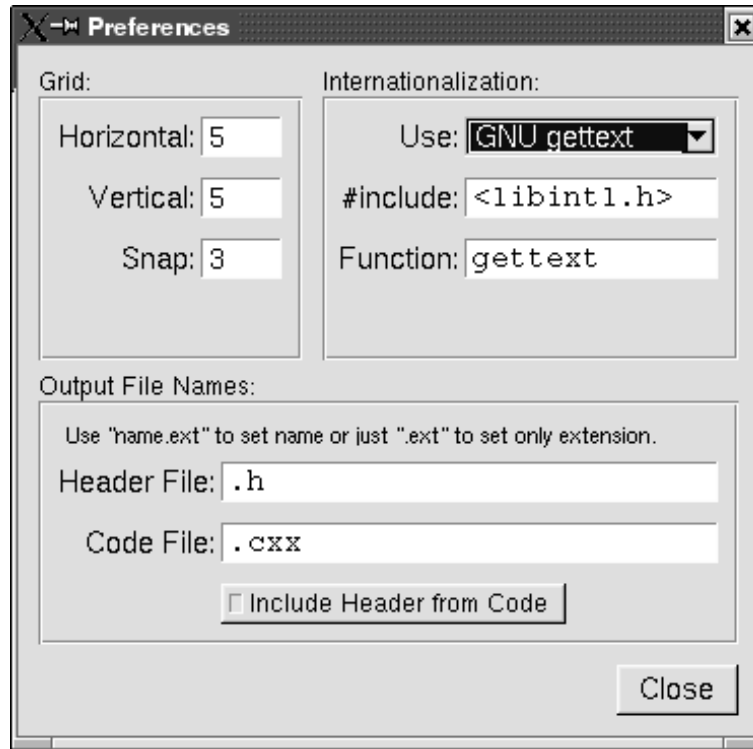 Preferences
Grid:
Horizontal: 5
Vertical: 5
Snap: 3
Internationalization:
Use: GNU gettext
#include: <libintl.h>
Function: gettext
Output File Names:
Use "name.ext" to set name or just ".ext" to set only extension.
Header File: .h
Code File: .cxx
Include Header from Code
Close